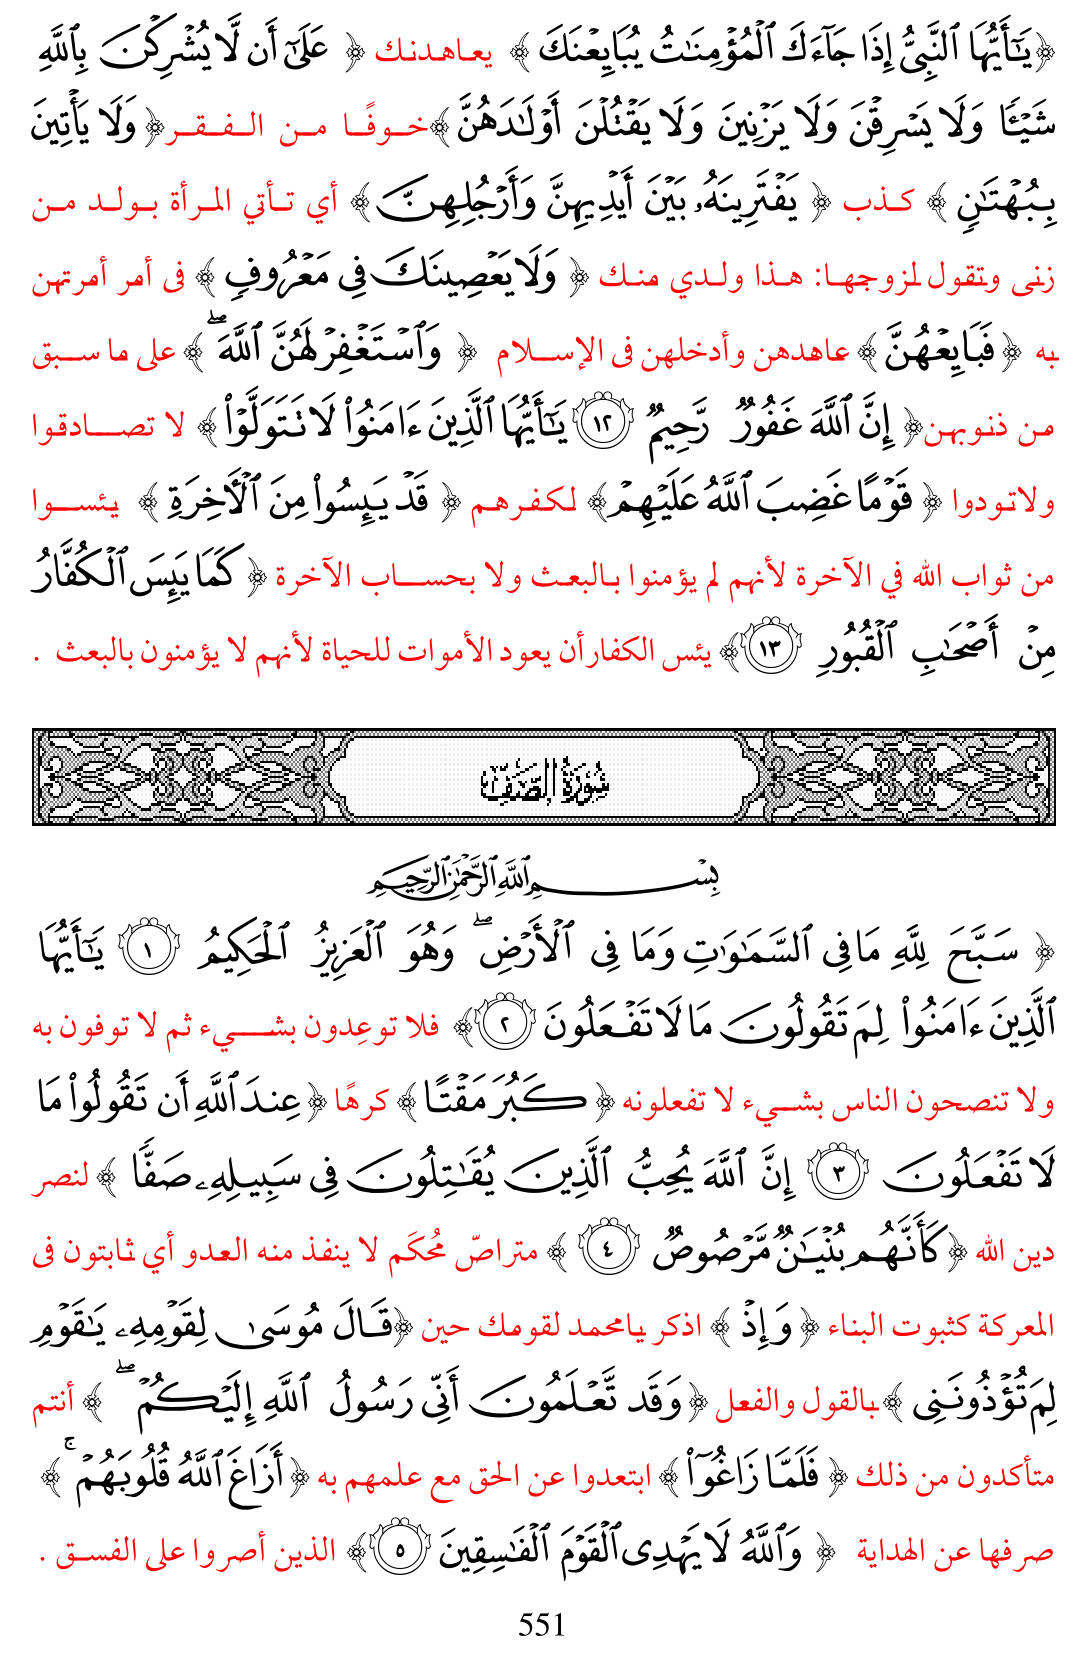 ﴿ يَٰٓأَيُّهَا ٱلنَّبِيُّ إِذَا جَآءَكَ ٱلْمُؤْمِنَٰتُ يُبَايِعْنَكَ ﴾ يعاهدنك ﴿ عَلَىٰٓ أَن لَّا يُشْرِكْنَ بِٱللَّهِ
شَيْـًٔا وَلَا يَسْرِقْنَ وَلَا يَزْنِينَ وَلَا يَقْتُلْنَ أَوْلَٰدَهُنَّ ﴾ خوفًا من الفقر ﴿ وَلَا يَأْتِينَ
بِبُهْتَٰنٍ ﴾ كذب ﴿ يَفْتَرِينَهُۥ بَيْنَ أَيْدِيهِنَّ وَأَرْجُلِهِنَّ ﴾ أي تأتي المرأة بولد من
زنى وتقول لمزوجها: هذا ولدي منك ﴿ وَلَا يَعْصِينَكَ فِى مَعْرُوفٍ ﴾ فى أمر أمرتهن
به ﴿ فَبَايِعْهُنَّ ﴾ عاهدهن وأدخلهن فى الإسلام ﴿ وَٱسْتَغْفِرْ لَهُنَّ ٱللَّهَ ۖ ﴾ على ما سبق
من ذنوبهن ﴿ إِنَّ ٱللَّهَ غَفُورٌ رَّحِيمٌ ١٢ يَٰٓأَيُّهَا ٱلَّذِينَ ءَامَنُوا۟ لَا تَتَوَلَّوْا۟ ﴾ لا تصادقوا
ولاتودوا ﴿ قَوْمًا غَضِبَ ٱللَّهُ عَلَيْهِمْ ﴾ لكفرهم ﴿ قَدْ يَئِسُوا۟ مِنَ ٱلْـَٔاخِرَةِ ﴾ يئسوا
من ثواب الله في الآخرة لأنهم لم يؤمنوا بالبعث ولا بحساب الآخرة ﴿ كَمَا يَئِسَ ٱلْكُفَّارُ
مِنْ أَصْحَٰبِ ٱلْقُبُورِ ١٣ ﴾ يئس الكفارأن يعود الأموات للحياة لأنهم لا يؤمنون بالبعث .
سُورَةُ الصَّفِّ
بِسْمِ ٱللَّهِ ٱلرَّحْمَٰنِ ٱلرَّحِيمِ
﴿ سَبَّحَ لِلَّهِ مَا فِى ٱلسَّمَٰوَٰتِ وَمَا فِى ٱلْأَرْضِ ۖ وَهُوَ ٱلْعَزِيزُ ٱلْحَكِيمُ ١ يَٰٓأَيُّهَا
ٱلَّذِينَ ءَامَنُوا۟ لِمَ تَقُولُونَ مَا لَا تَفْعَلُونَ ٢ ﴾ فلا توعِدون بشيء ثم لا توفون به
ولا تنصحون الناس بشيء لا تفعلونه ﴿ كَبُرَ مَقْتًا ﴾ كرهًا ﴿ عِندَ ٱللَّهِ أَن تَقُولُوا۟ مَا
لَا تَفْعَلُونَ ٣ إِنَّ ٱللَّهَ يُحِبُّ ٱلَّذِينَ يُقَٰتِلُونَ فِى سَبِيلِهِۦ صَفًّا ﴾ لنصر
دين الله ﴿ كَأَنَّهُم بُنْيَٰنٌ مَّرْصُوصٌ ٤ ﴾ متراصّ مُحكَم لا ينفذ منه العدو أي ثابتون فى
المعركة كثبوت البناء ﴿ وَإِذْ ﴾ اذكر يامحمد لقومك حين ﴿ قَالَ مُوسَىٰ لِقَوْمِهِۦ يَٰقَوْمِ
لِمَ تُؤْذُونَنِى ﴾ بالقول والفعل ﴿ وَقَد تَّعْلَمُونَ أَنِّى رَسُولُ ٱللَّهِ إِلَيْكُمْ ۖ ﴾ أنتم
متأكدون من ذلك ﴿ فَلَمَّا زَاغُوٓا۟ ﴾ ابتعدوا عن الحق مع علمهم به ﴿ أَزَاغَ ٱللَّهُ قُلُوبَهُمْ ۚ ﴾
صرفها عن الهداية ﴿ وَٱللَّهُ لَا يَهْدِى ٱلْقَوْمَ ٱلْفَٰسِقِينَ ٥ ﴾ الذين أصروا على الفسق .
551